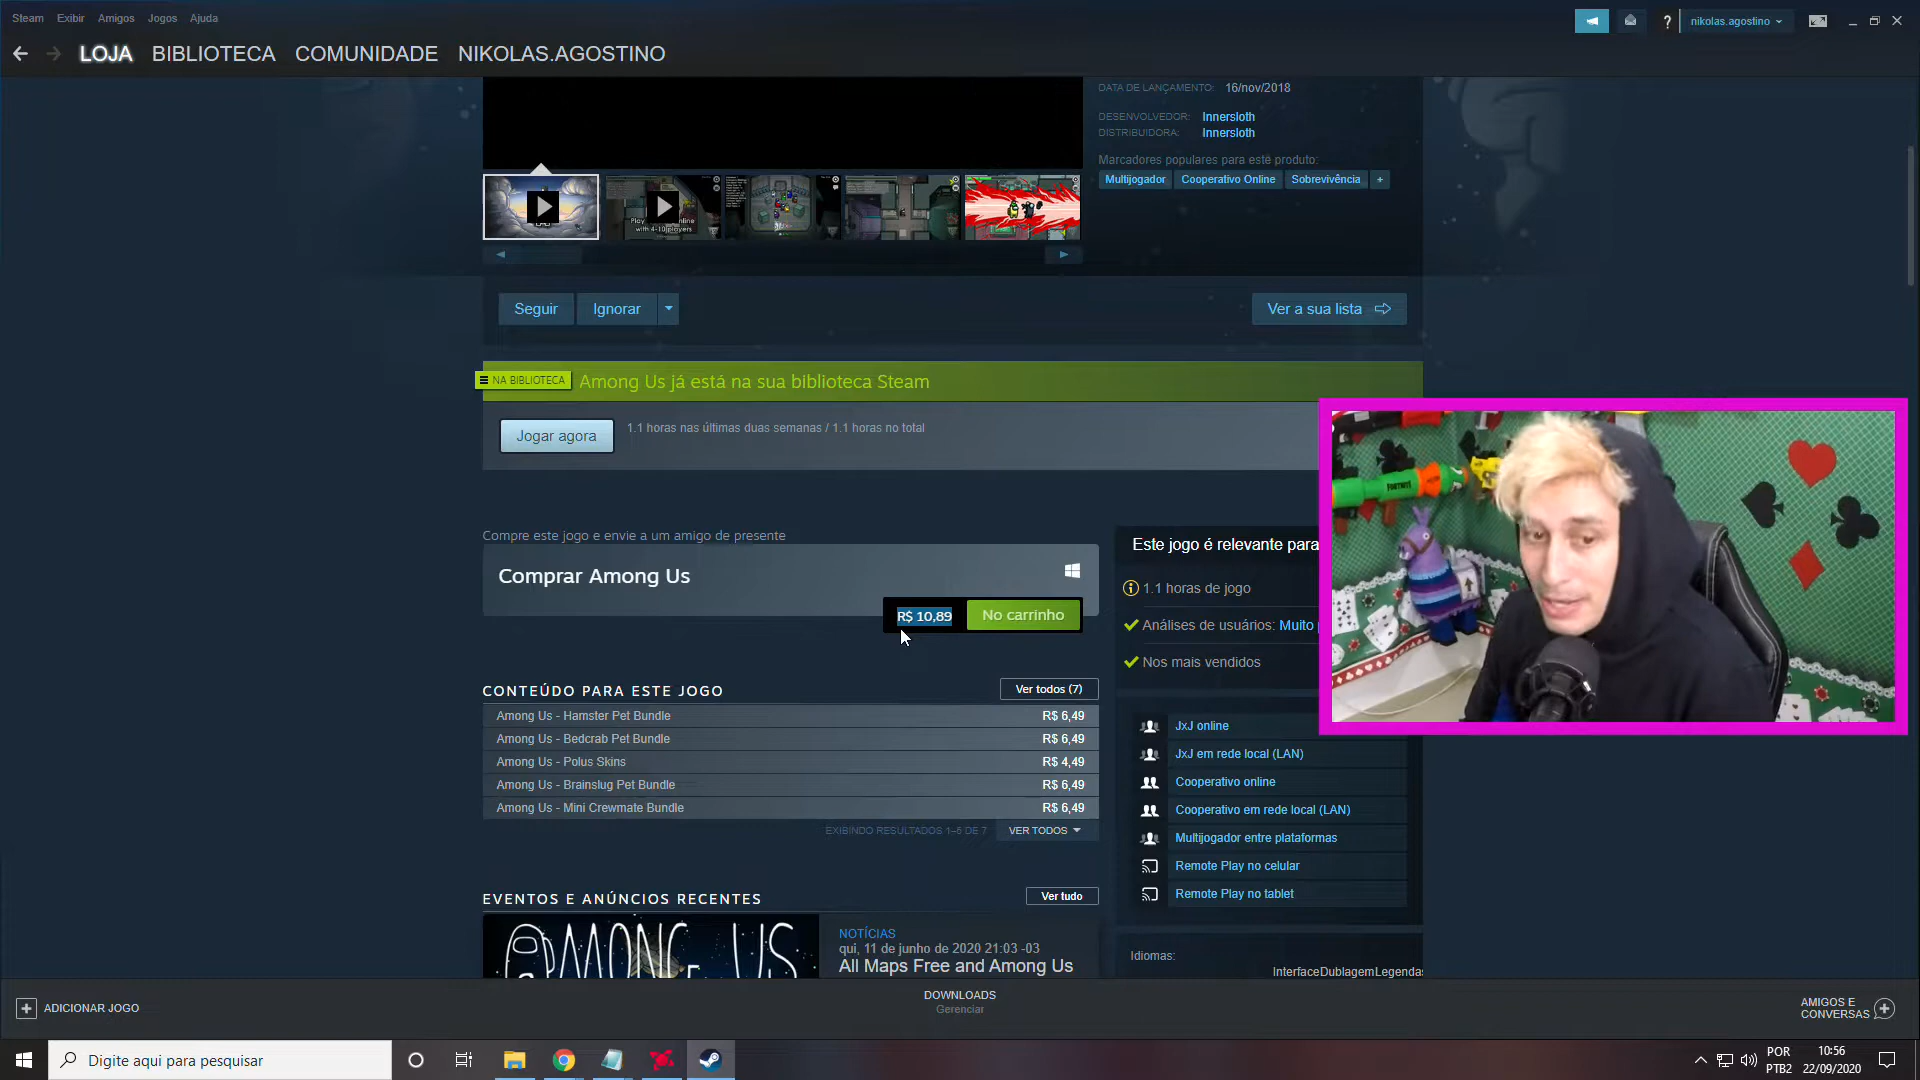 Steam Exibir Amigos Jogos Ajuda
? nikolas.agostino
LOJA BIBLIOTECA COMUNIDADE NIKOLAS.AGOSTINO
DATA DE LANÇAMENTO: 16/nov/2018
DESENVOLVEDOR: Innersloth
DISTRIBUIDORA: Innersloth
Marcadores populares para este produto:
Multijogador Cooperativo Online Sobrevivência +
Play online
with 4-10 players
Seguir Ignorar Ver a sua lista
NA BIBLIOTECA Among Us já está na sua biblioteca Steam
Jogar agora 1.1 horas nas últimas duas semanas / 1.1 horas no total
Compre este jogo e envie a um amigo de presente
Comprar Among Us
R$ 10,89 No carrinho
CONTEÚDO PARA ESTE JOGO Ver todos (7)
Among Us - Hamster Pet Bundle R$ 6,49
Among Us - Bedcrab Pet Bundle R$ 6,49
Among Us - Polus Skins R$ 4,49
Among Us - Brainslug Pet Bundle R$ 6,49
Among Us - Mini Crewmate Bundle R$ 6,49
EXIBINDO RESULTADOS 1–5 DE 7 VER TODOS
EVENTOS E ANÚNCIOS RECENTES Ver tudo
AMONG US
NOTÍCIAS
qui, 11 de junho de 2020 21:03 -03
All Maps Free and Among Us
Este jogo é relevante para
1.1 horas de jogo
Análises de usuários: Muito
Nos mais vendidos
FORTNITE
JxJ online
JxJ em rede local (LAN)
Cooperativo online
Cooperativo em rede local (LAN)
Multijogador entre plataformas
Remote Play no celular
Remote Play no tablet
Idiomas:
InterfaceDublagemLegendas
ADICIONAR JOGO
DOWNLOADS
Gerenciar
AMIGOS E
CONVERSAS
Digite aqui para pesquisar
POR
PTB2
10:56
22/09/2020